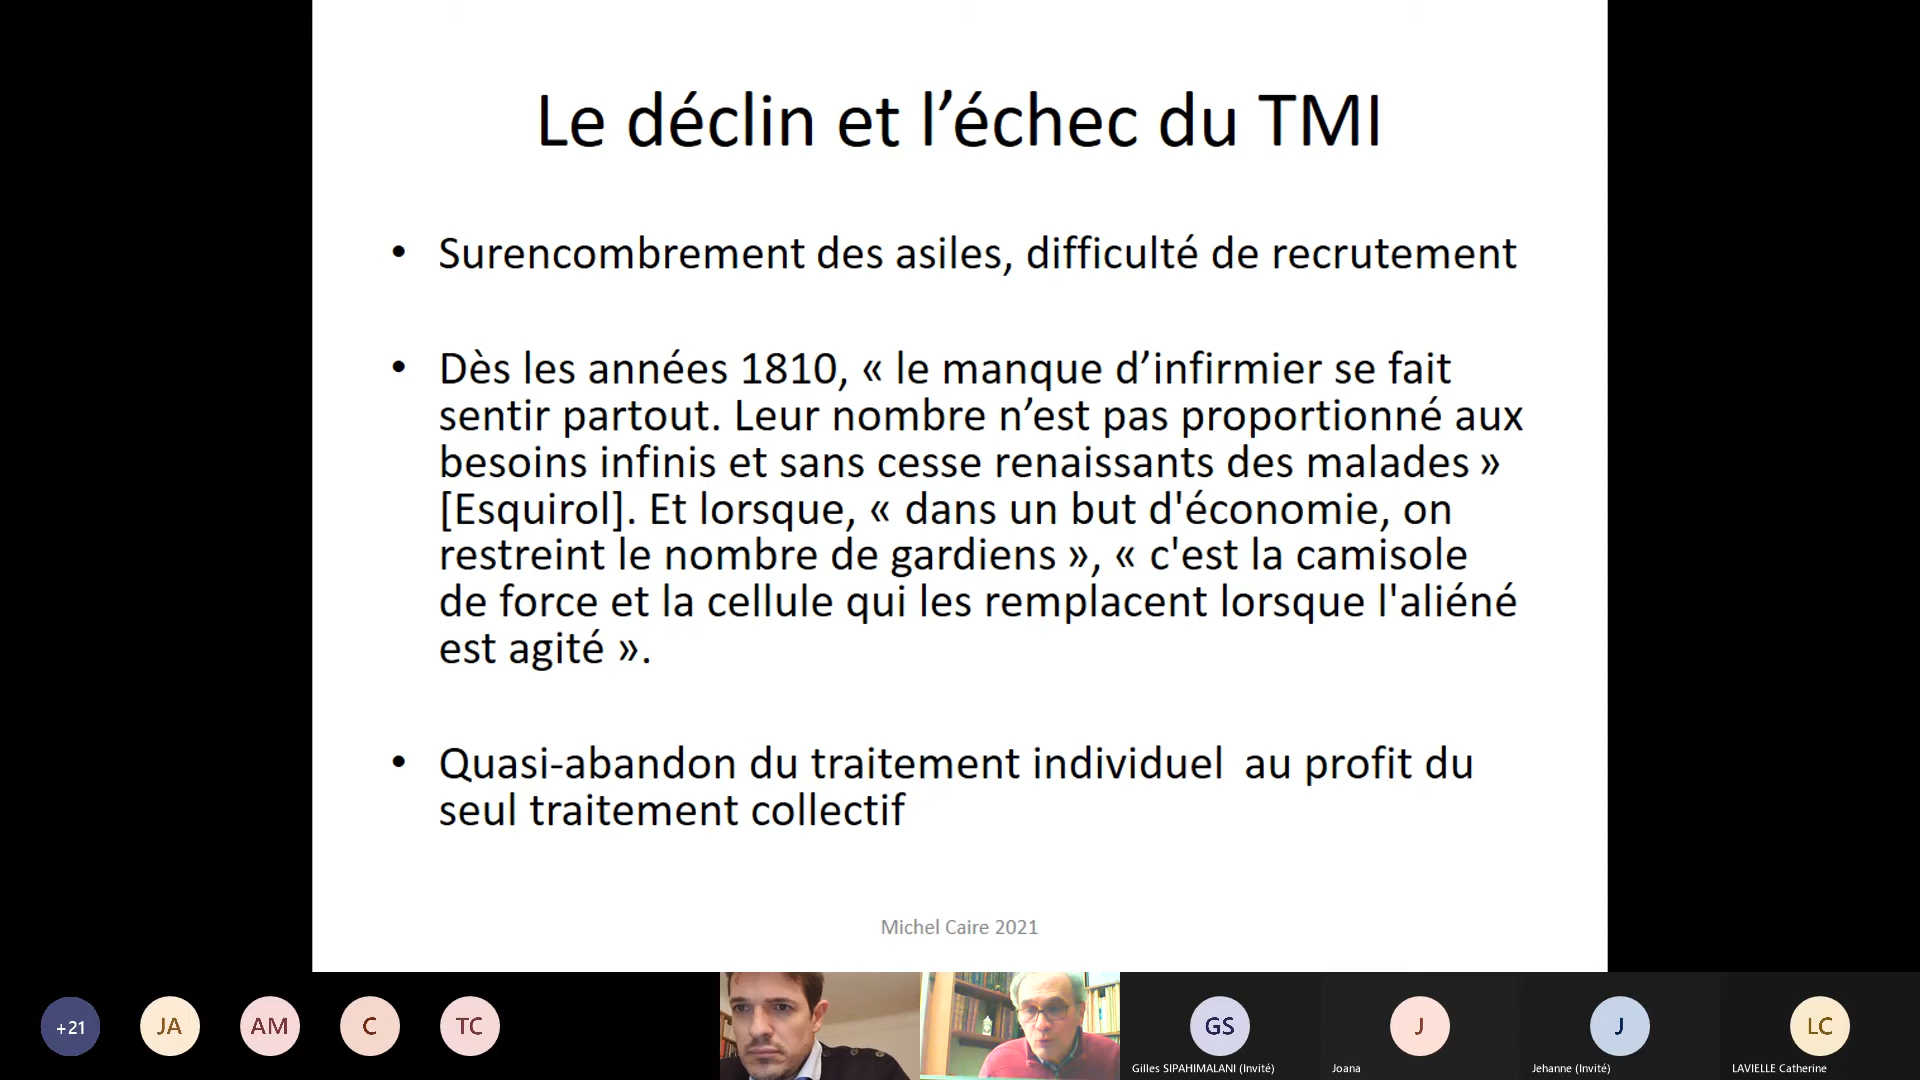 Le déclin et l’échec du TMI
• Surencombrement des asiles, difficulté de recrutement
• Dès les années 1810, « le manque d’infirmier se fait
sentir partout. Leur nombre n’est pas proportionné aux
besoins infinis et sans cesse renaissants des malades »
[Esquirol]. Et lorsque, « dans un but d'économie, on
restreint le nombre de gardiens », « c'est la camisole
de force et la cellule qui les remplacent lorsque l'aliéné
est agité ».
• Quasi-abandon du traitement individuel  au profit du
seul traitement collectif
Michel Caire 2021
+21
JA
AM
C
TC
GS
J
J
LC
Gilles SIPAHIMALANI (Invité)
Joana
Jehanne (Invité)
LAVIELLE Catherine